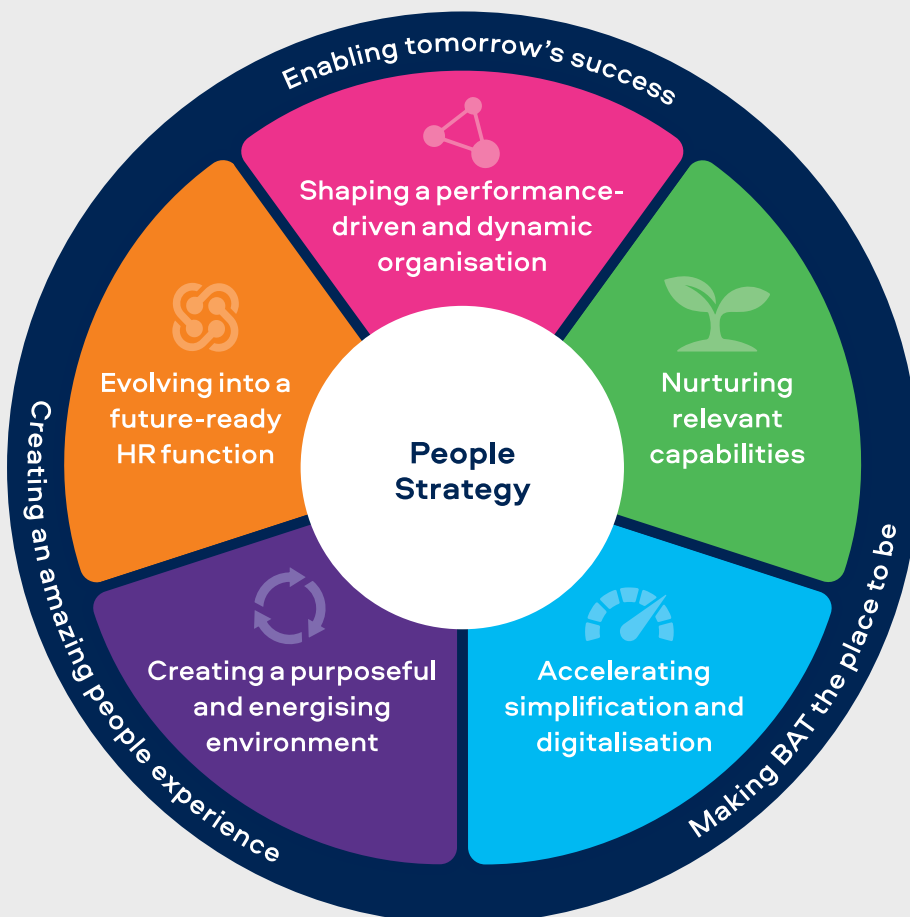 Enabling tomorrow's success
Shaping a performance-
driven and dynamic
organisation
Evolving into a
future-ready
HR function
Nurturing
relevant
capabilities
People
Strategy
Creating a purposeful
and energising
environment
Accelerating
simplification and
digitalisation
Creating an amazing people experience
Making BAT the place to be